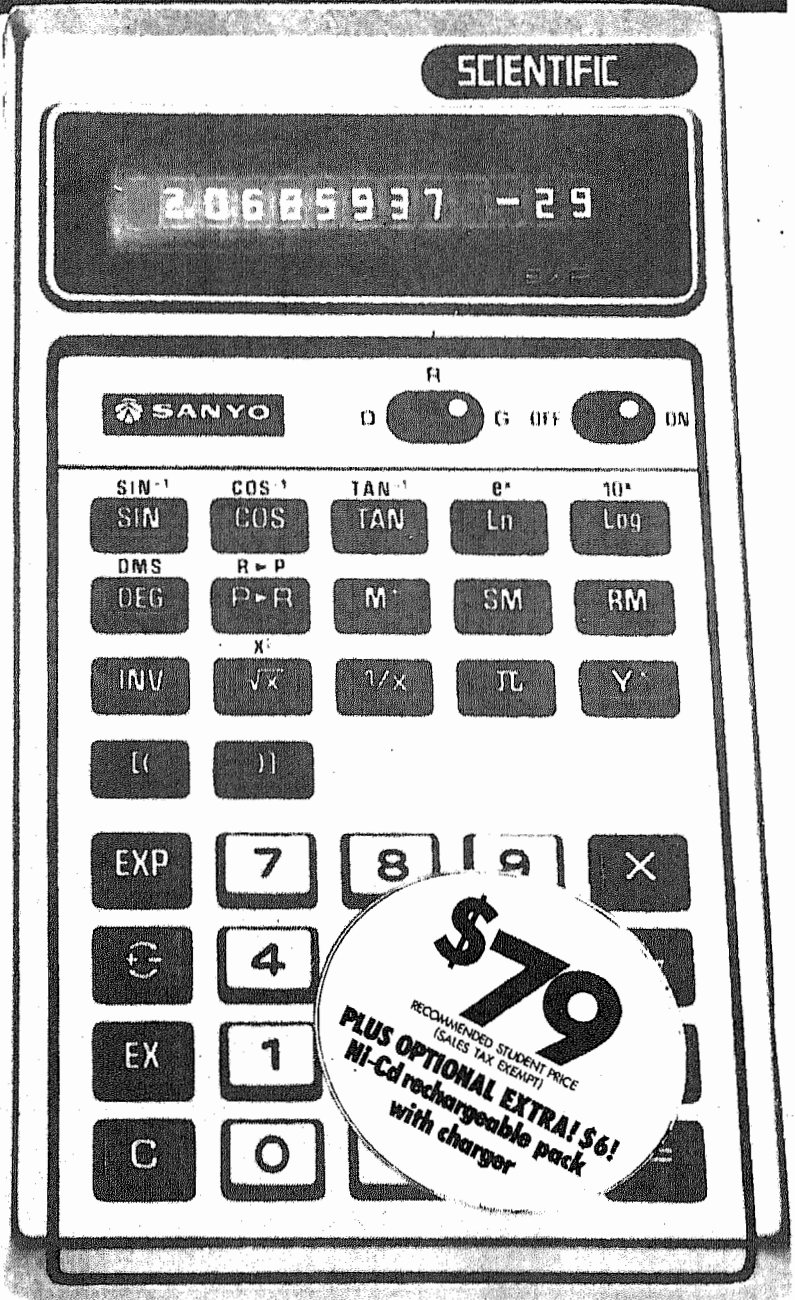 SCIENTIFIC
2.0685937 -29
SANYO
R
D G OFF ON
SIN⁻¹ COS⁻¹ TAN⁻¹ eˣ 10ˣ
SIN COS TAN Ln Log
DMS R►P
DEG P►R M⁺ SM RM
X²
INV √x 1/x π Yˣ
[( )]
EXP 7 8 9 ×
4
EX 1
C 0 =
$79
RECOMMENDED STUDENT PRICE
(SALES TAX EXEMPT)
PLUS OPTIONAL EXTRA! $6!
Ni-Cd rechargeable pack
with charger